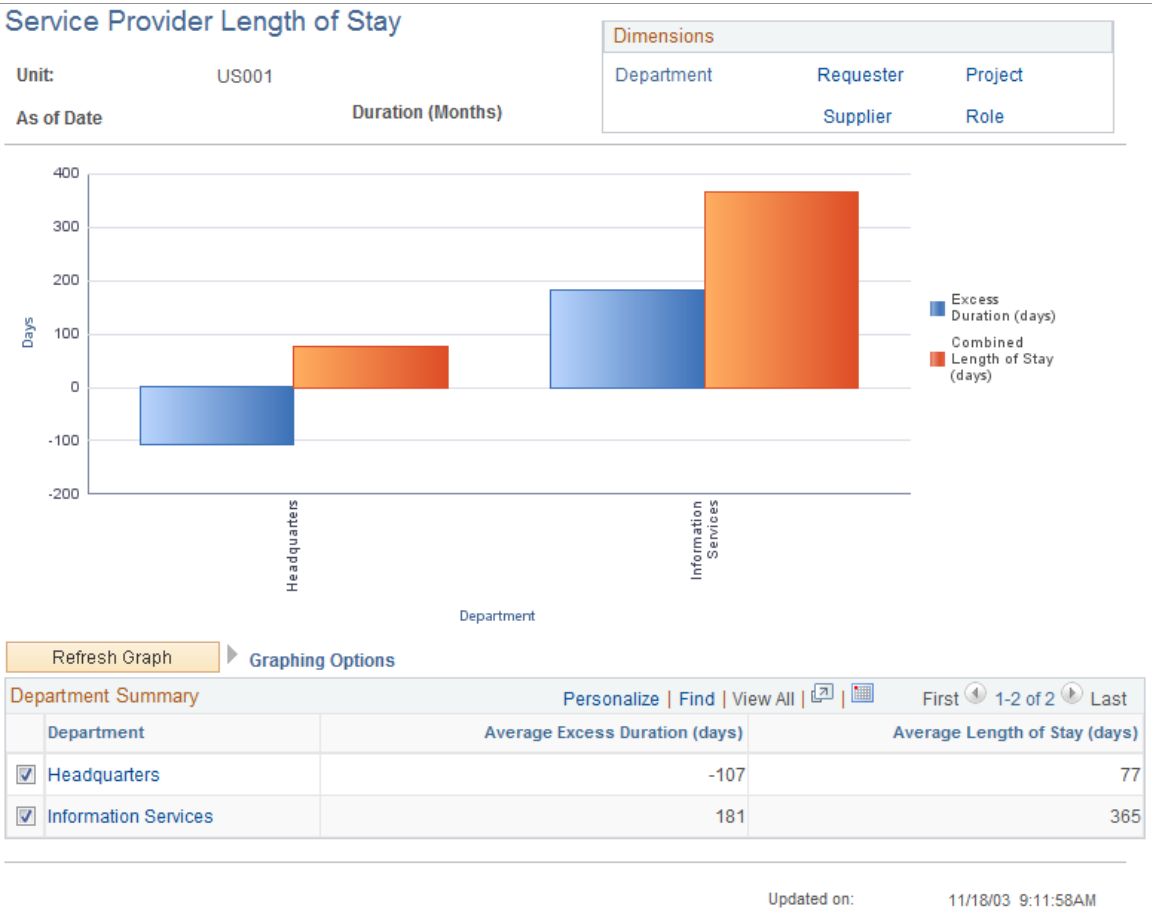 Service Provider Length of Stay
Dimensions
Unit: US001
Department Requester Project
As of Date Duration (Months)
Supplier Role
400
300
200
100
0
-100
-200
Days
Excess
Duration (days)
Combined
Length of Stay
(days)
Headquarters
Information
Services
Department
Refresh Graph Graphing Options
Department Summary Personalize | Find | View All | | First 1-2 of 2 Last
Department Average Excess Duration (days) Average Length of Stay (days)
Headquarters -107 77
Information Services 181 365
Updated on: 11/18/03 9:11:58AM